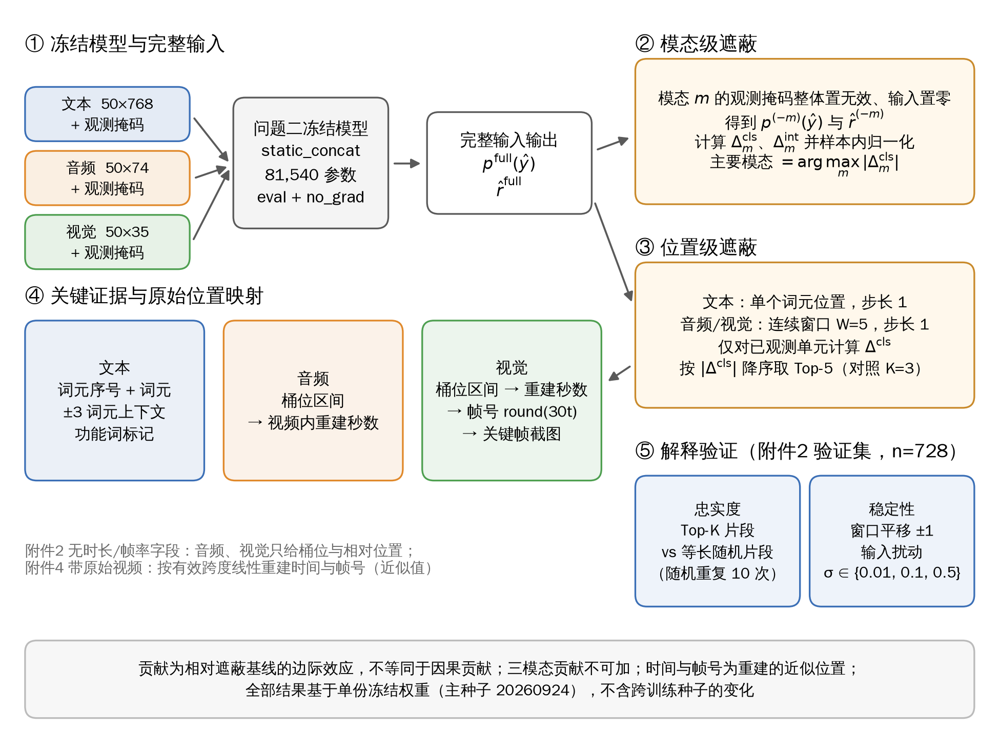 ① 冻结模型与完整输入
文本 50×768
+ 观测掩码
音频 50×74
+ 观测掩码
视觉 50×35
+ 观测掩码
问题二冻结模型
static_concat
81,540 参数
eval + no_grad
完整输入输出
p^full(ŷ)
r̂^full
② 模态级遮蔽
模态 m 的观测掩码整体置无效、输入置零
得到 p^(−m)(ŷ) 与 r̂^(−m)
计算 Δ_m^cls、Δ_m^int 并样本内归一化
主要模态 = arg max_m |Δ_m^cls|
③ 位置级遮蔽
文本：单个词元位置，步长 1
音频/视觉：连续窗口 W=5，步长 1
仅对已观测单元计算 Δ^cls
按 |Δ^cls| 降序取 Top-5（对照 K=3）
④ 关键证据与原始位置映射
文本
词元序号 + 词元
±3 词元上下文
功能词标记
音频
桶位区间
→ 视频内重建秒数
视觉
桶位区间 → 重建秒数
→ 帧号 round(30t)
→ 关键帧截图
附件2 无时长/帧率字段：音频、视觉只给桶位与相对位置；
附件4 带原始视频：按有效跨度线性重建时间与帧号（近似值）
⑤ 解释验证（附件2 验证集，n=728）
忠实度
Top-K 片段
vs 等长随机片段
（随机重复 10 次）
稳定性
窗口平移 ±1
输入扰动
σ ∈ {0.01, 0.1, 0.5}
贡献为相对遮蔽基线的边际效应，不等同于因果贡献；三模态贡献不可加；时间与帧号为重建的近似位置；
全部结果基于单份冻结权重（主种子 20260924），不含跨训练种子的变化